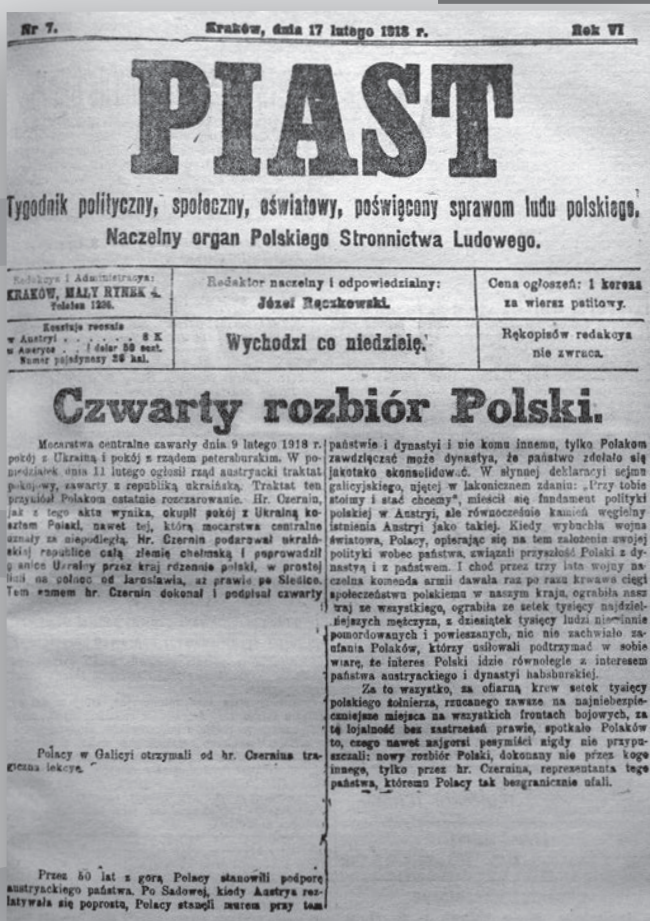 Nr 7.
Kraków, dnia 17 lutego 1918 r.
Rok VI
PIAST
Tygodnik polityczny, społeczny, oświatowy, poświęcony sprawom ludu polskiego.
Naczelny organ Polskiego Stronnictwa Ludowego.
Redakcya i Administracya:
KRAKÓW, MAŁY RYNEK 4.
Telefon
Redaktor naczelny i odpowiedzialny:
Józef Rączkowski.
Cena ogłoszeń: 1 korona
za wiersz petitowy.
Kosztuje rocznie
w Austryi . . . . . . 8 K
w Ameryce . . 1 dolar 50 cent.
Numer pojedynczy hal.
Wychodzi co niedzielę.
Rękopisów redakcya
nie zwraca.
Czwarty rozbiór Polski.
Mocarstwa centralne zawarły dnia 9 lutego 1918 r.
pokój z Ukrainą i pokój z rządem petersburskim. W po-
niedziałek dnia 11 lutego ogłosił rząd austryacki traktat
pokojowy, zawarty z republiką ukraińską. Traktat ten
przyniósł Polakom ostatnie rozczarowanie. Hr. Czernin,
jak z tego aktu wynika, okupił pokój z Ukrainą ko-
sztem Polski, nawet tej, którą mocarstwa centralne
uznały za niepodległą. Hr. Czernin podarował ukraiń-
skiej republice całą ziemię chełmską i poprowadził
granice Ukrainy przez kraj rdzennie polski, w prostej
linii na północ od Jarosławia, aż prawie po Siedlce.
Tem samem hr. Czernin dokonał i podpisał czwarty
Polacy w Galicyi otrzymali od hr. Czernina tra-
giczną lekcyę.
Przez 50 lat z górą Polacy stanowili podporę
austryackiego państwa. Po Sadowej, kiedy Austrya roz-
latywała się poprostu, Polacy stanęli murem przy tem
państwie i dynastyi i nie komu innemu, tylko Polakom
zawdzięczać może dynastya, że państwo zdołało się
jakotako skonsolidować. W słynnej deklaracyi sejmu
galicyjskiego, ujętej w lakonicznem zdaniu: „Przy tobie
stoimy i stać chcemy", mieścił się fundament polityki
polskiej w Austryi, ale równocześnie kamień węgielny
istnienia Austryi jako takiej. Kiedy wybuchła wojna
światowa, Polacy, opierając się na tem założeniu swojej
polityki wobec państwa, związali przyszłość Polski z dy-
nastyą i z państwem. I choć przez trzy lata wojny na-
czelna komenda armii dawała raz po razu krwawe cięgi
społeczeństwu polskiemu w naszym kraju, ograbiła nasz
kraj ze wszystkiego, ograbiła ze setek tysięcy najdziel-
niejszych mężczyzn, z dziesiątek tysięcy ludzi niewinnie
pomordowanych i powieszanych, nic nie zachwiało za-
ufania Polaków, którzy usiłowali podtrzymać w sobie
wiarę, że interes Polski idzie równolegle z interesem
państwa austryackiego i dynastyi habsburskiej.
Za to wszystko, za ofiarną krew setek tysięcy
polskiego żołnierza, rzucanego zawsze na najniebezpie-
czniejsze miejsca na wszystkich frontach bojowych, za
tę lojalność bez zastrzeżeń prawie, spotkało Polaków
to, czego nawet najgorsi pesymiści nigdy nie przypu-
szczali: nowy rozbiór Polski, dokonany nie przez kogo
innego, tylko przez hr. Czernina, reprezentanta tego
państwa, któremu Polacy tak bezgranicznie ufali.